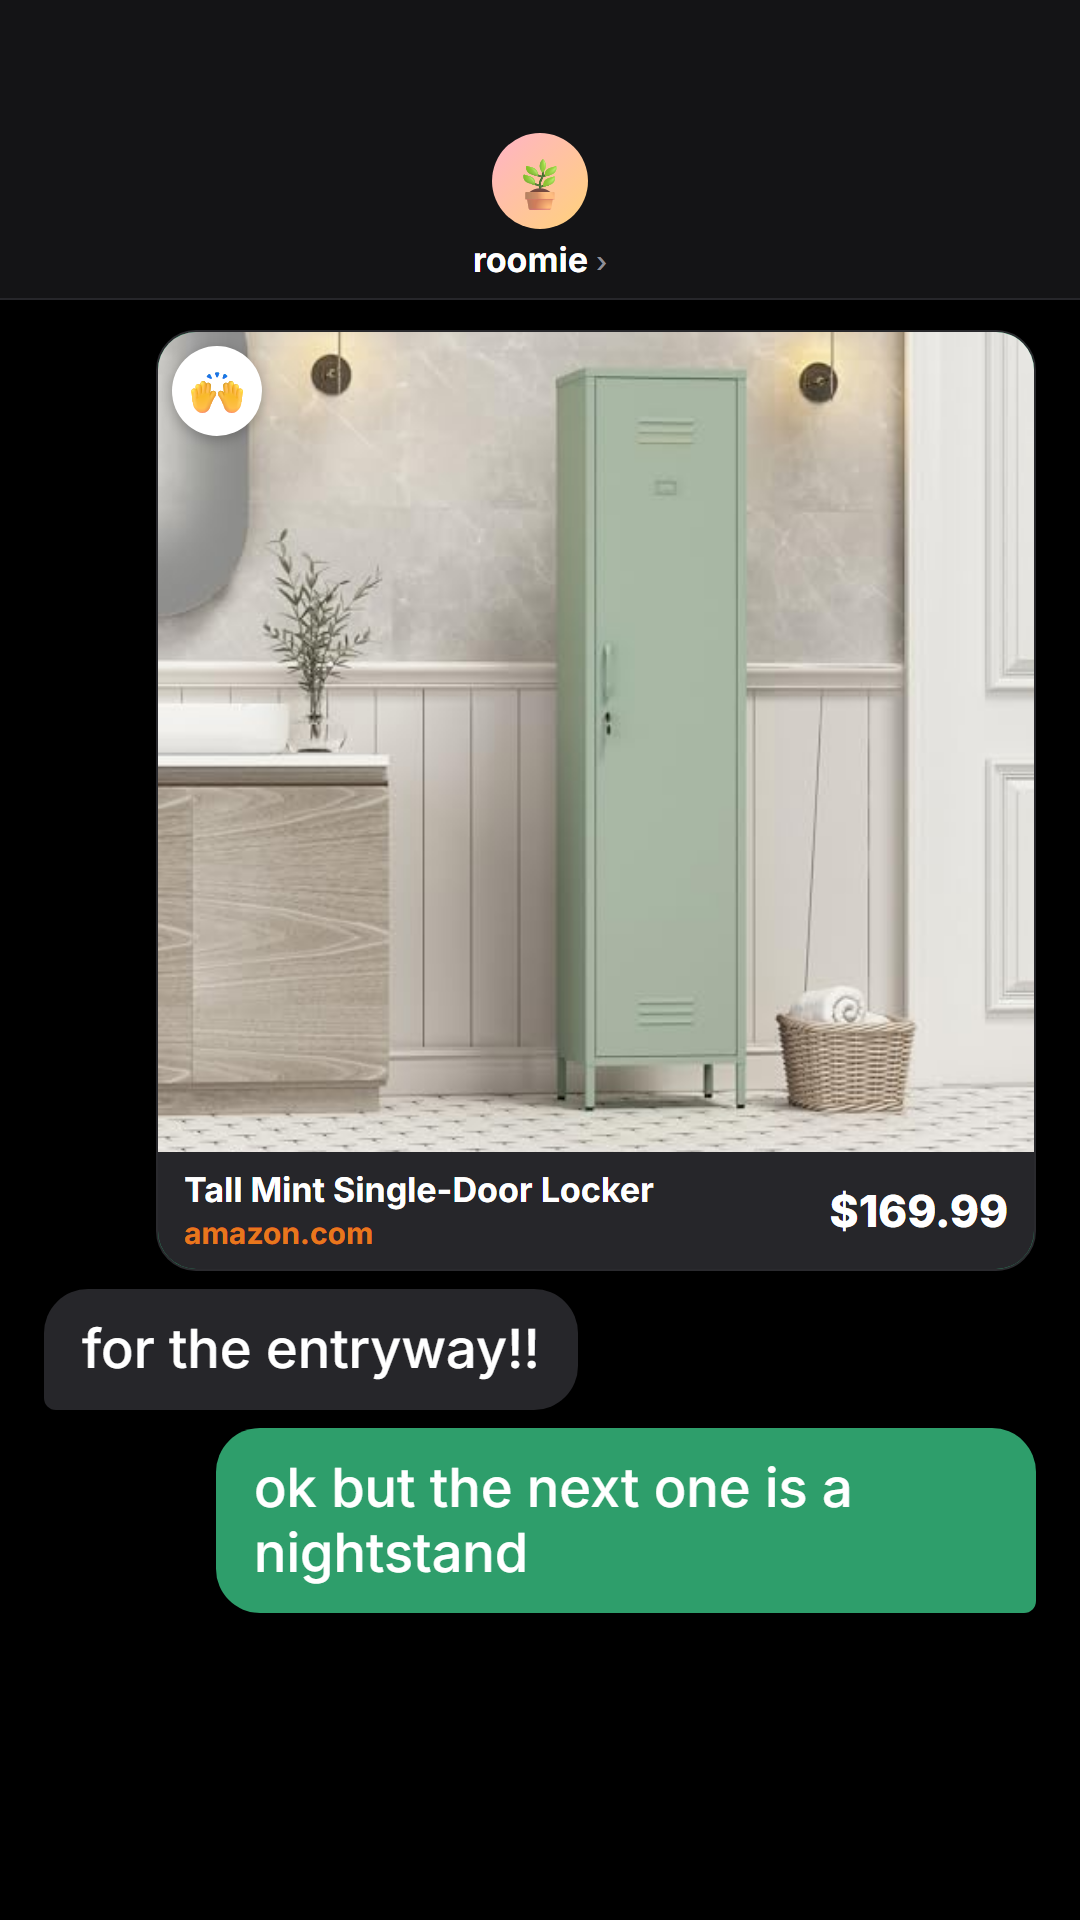 roomie ›
Tall Mint Single-Door Locker
amazon.com
$169.99
for the entryway!!
ok but the next one is a
nightstand